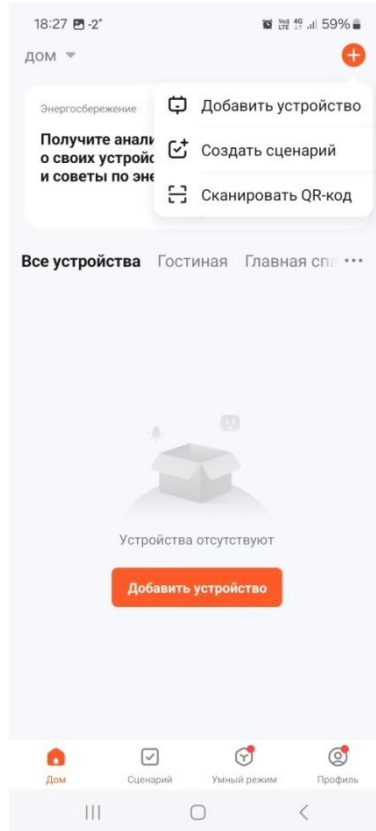 18:27 -2°
59%
дом
Энергосбережение
Добавить устройство
Получите анали
о своих устройс
и советы по эне
Создать сценарий
Сканировать QR-код
Все устройства Гостиная Главная спа ...
Устройства отсутствуют
Добавить устройство
Дом Сценарий Умный режим Профиль